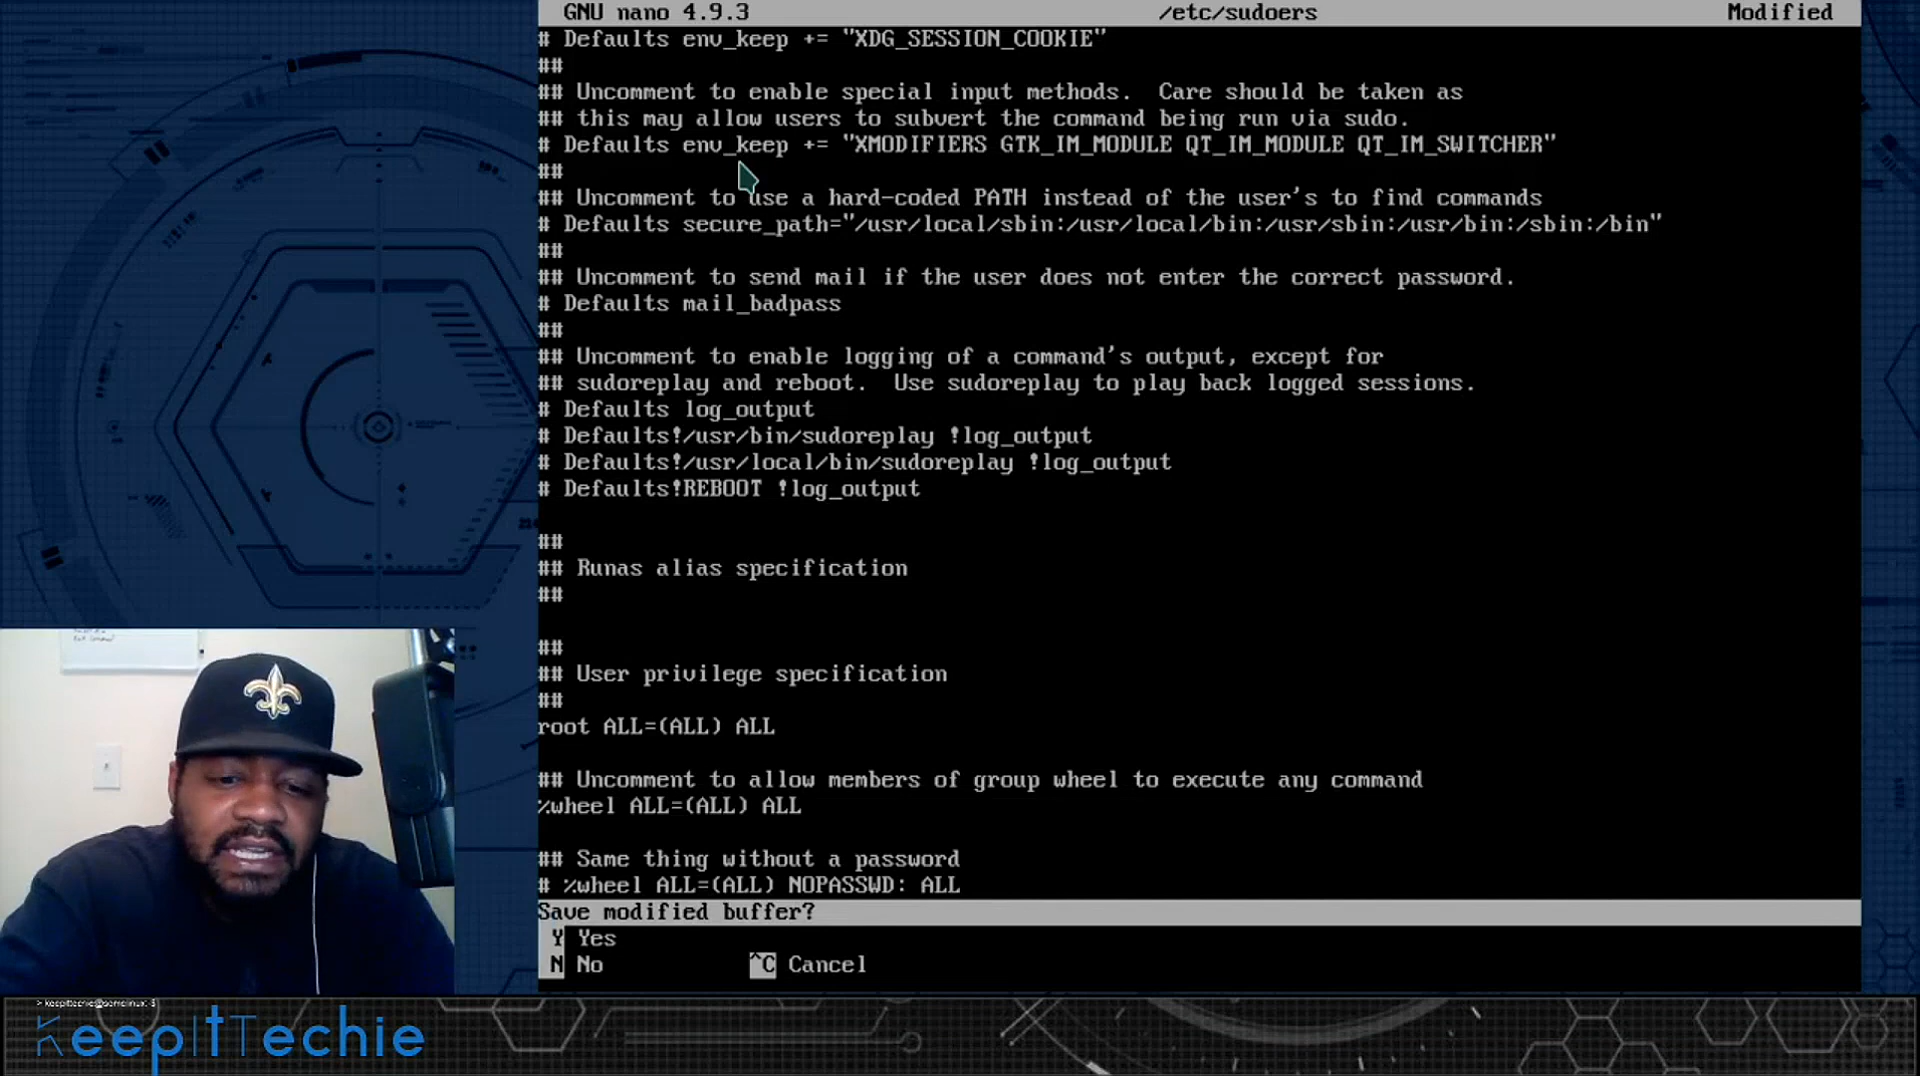 GNU nano 4.9.3 /etc/sudoers Modified
# Defaults env_keep += "XDG_SESSION_COOKIE"
##
## Uncomment to enable special input methods.  Care should be taken as
## this may allow users to subvert the command being run via sudo.
# Defaults env_keep += "XMODIFIERS GTK_IM_MODULE QT_IM_MODULE QT_IM_SWITCHER"
##
## Uncomment to use a hard-coded PATH instead of the user's to find commands
# Defaults secure_path="/usr/local/sbin:/usr/local/bin:/usr/sbin:/usr/bin:/sbin:/bin"
##
## Uncomment to send mail if the user does not enter the correct password.
# Defaults mail_badpass
##
## Uncomment to enable logging of a command's output, except for
## sudoreplay and reboot.  Use sudoreplay to play back logged sessions.
# Defaults log_output
# Defaults!/usr/bin/sudoreplay !log_output
# Defaults!/usr/local/bin/sudoreplay !log_output
# Defaults!REBOOT !log_output
##
## Runas alias specification
##
##
## User privilege specification
##
root ALL=(ALL) ALL
## Uncomment to allow members of group wheel to execute any command
%wheel ALL=(ALL) ALL
## Same thing without a password
# %wheel ALL=(ALL) NOPASSWD: ALL
Save modified buffer?
Y Yes
N No ^C Cancel
KeepItTechie